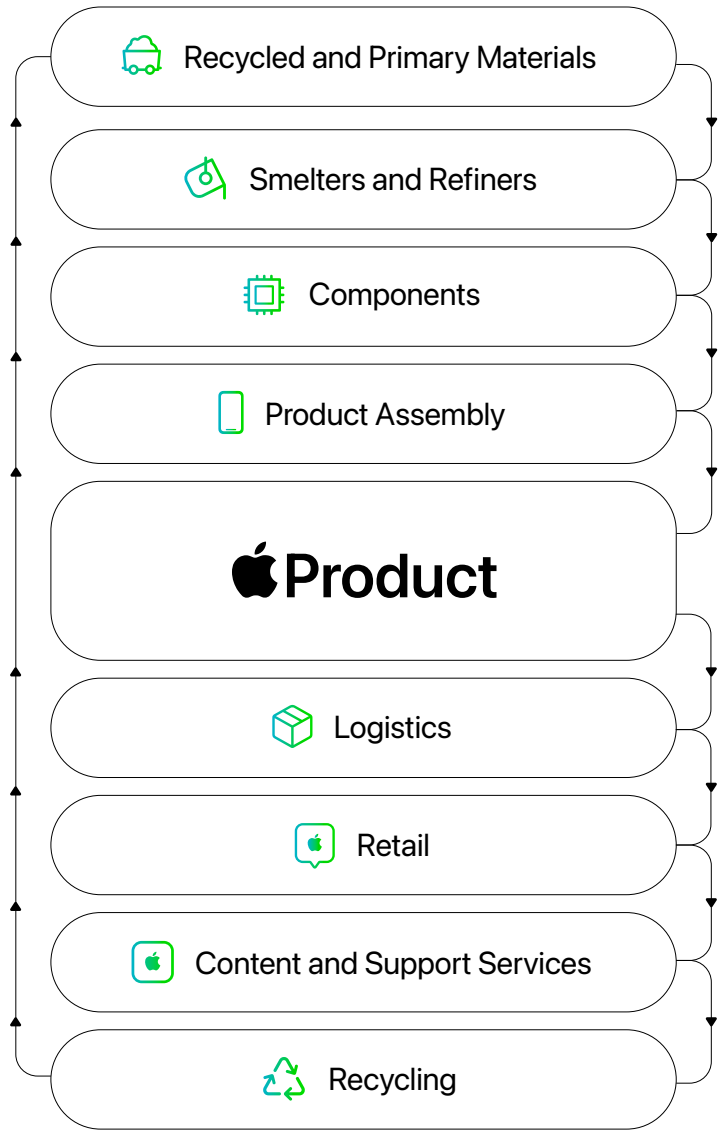 Recycled and Primary Materials
Smelters and Refiners
Components
Product Assembly
Product
Logistics
Retail
Content and Support Services
Recycling